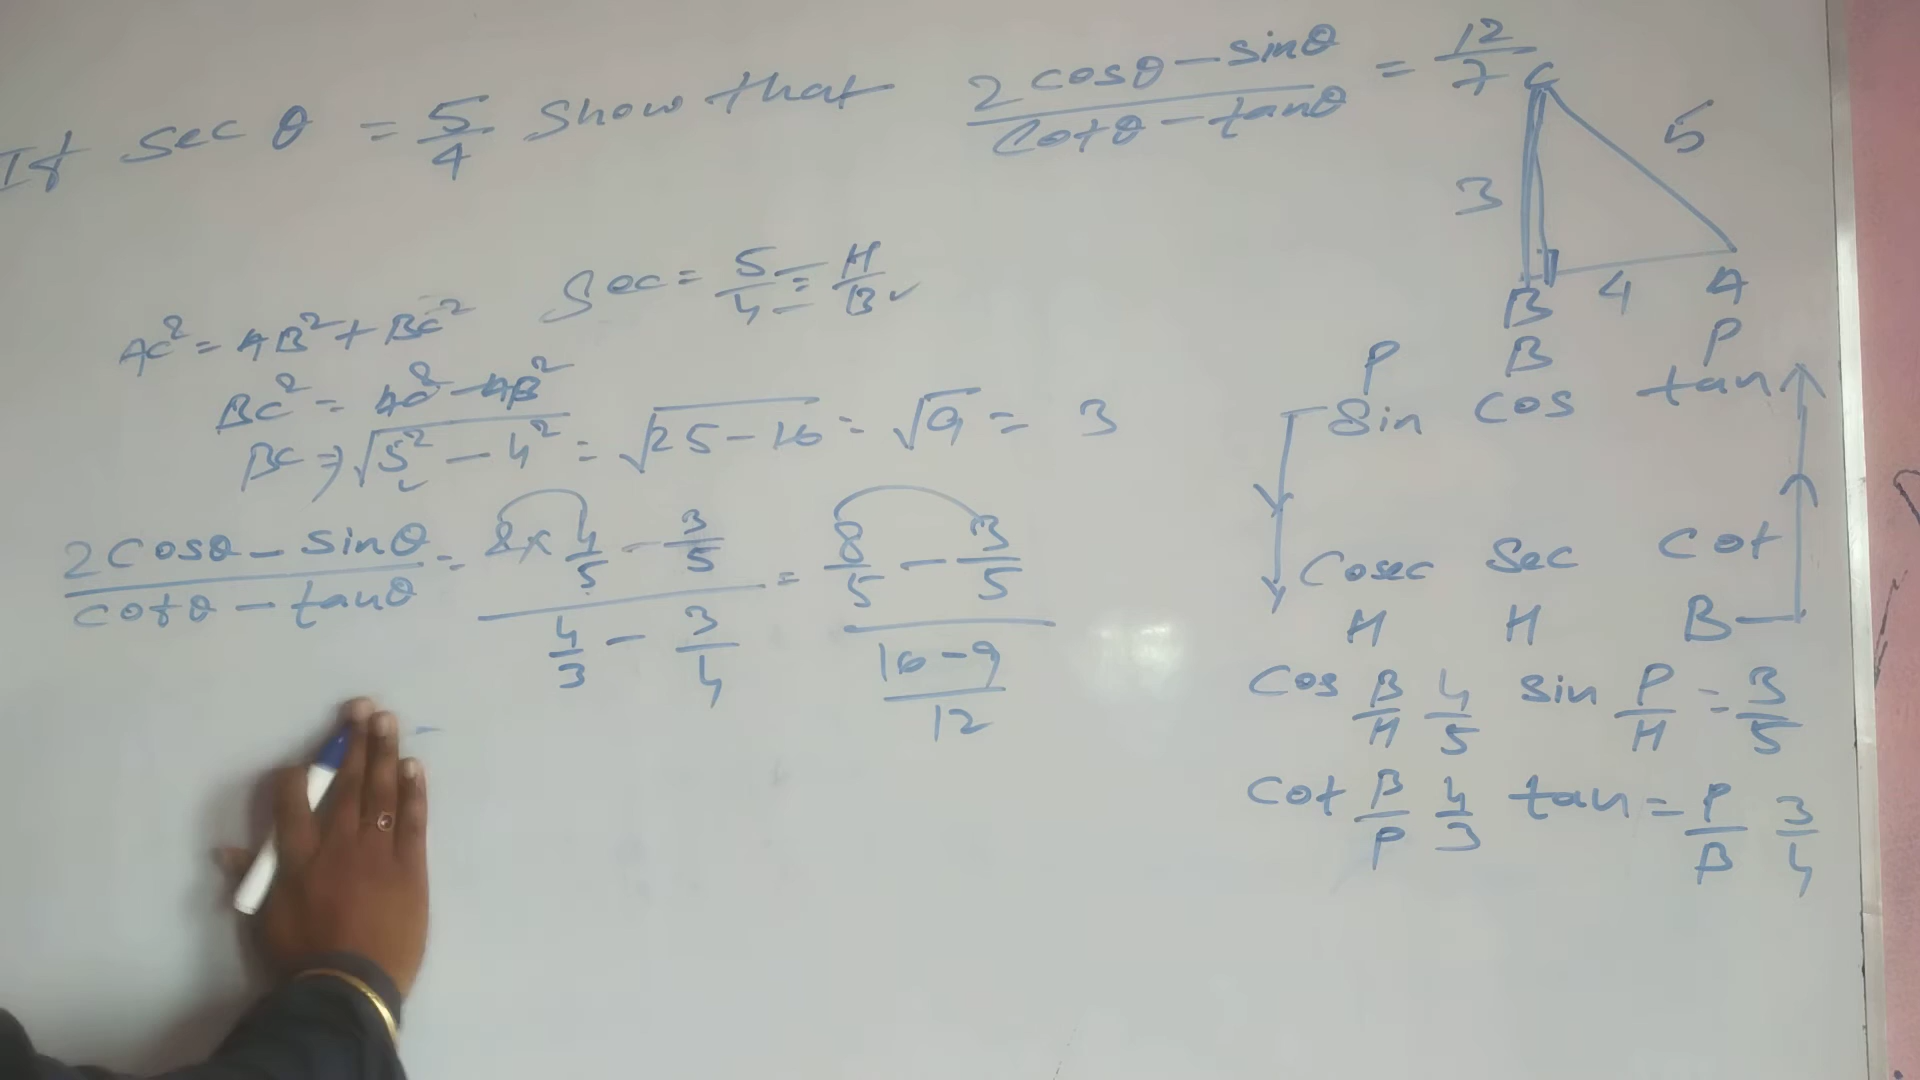 If sec θ = 5/4 show that (2 cosθ - sinθ)/(cotθ - tanθ) = 12/7
C
3
5
B 4 A
Sec = 5/4 = H/B ✓
AC² = AB² + BC²
BC² = AC² - AB²
BC ⇒ √5² - 4² = √25-16 = √9 = 3
(2 cosθ - sinθ)/(cotθ - tanθ) = (2 × 4/5 - 3/5)/(4/3 - 3/4) = (8/5 - 3/5)/((16-9)/12)
P B P
Sin cos tan
Cosec Sec Cot
H H B
Cos B/H 4/5 sin P/H = 3/5
Cot B/P 4/3 tan = P/B 3/4